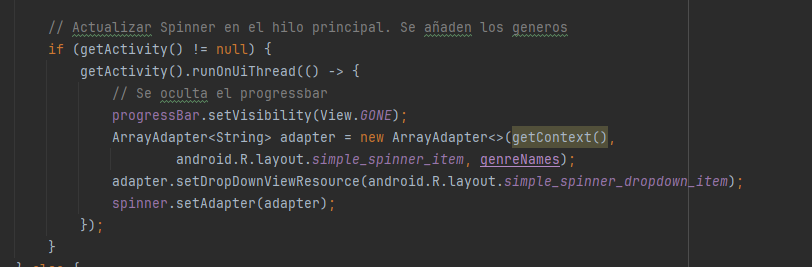 // Actualizar Spinner en el hilo principal. Se añaden los generos
if (getActivity() != null) {
getActivity().runOnUiThread(() -> {
// Se oculta el progressbar
progressBar.setVisibility(View.GONE);
ArrayAdapter<String> adapter = new ArrayAdapter<>(getContext(),
android.R.layout.simple_spinner_item, genreNames);
adapter.setDropDownViewResource(android.R.layout.simple_spinner_dropdown_item);
spinner.setAdapter(adapter);
});
}
} else {